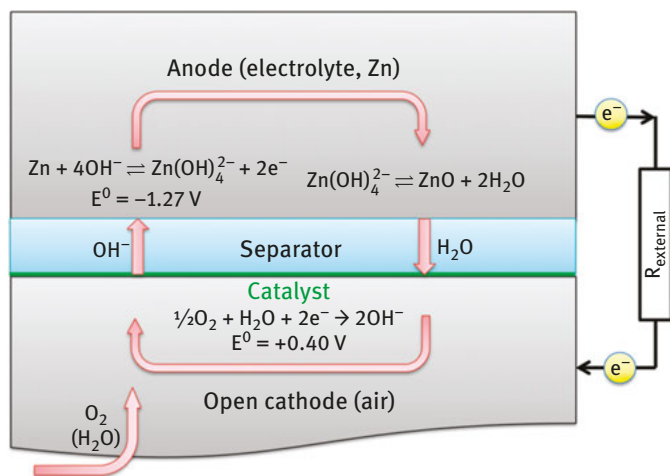 Anode (electrolyte, Zn)
e⁻
Zn + 4OH⁻ ⇌ Zn(OH)₄²⁻ + 2e⁻
E⁰ = −1.27 V
Zn(OH)₄²⁻ ⇌ ZnO + 2H₂O
R_external
OH⁻
Separator
H₂O
Catalyst
½O₂ + H₂O + 2e⁻ → 2OH⁻
E⁰ = +0.40 V
e⁻
O₂
(H₂O)
Open cathode (air)